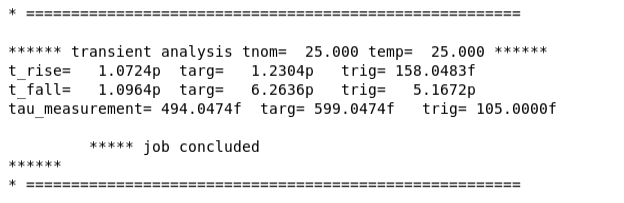 * =======================================================
****** transient analysis tnom=  25.000 temp=  25.000 ******
t_rise=   1.0724p  targ=   1.2304p   trig= 158.0483f
t_fall=   1.0964p  targ=   6.2636p   trig=   5.1672p
tau_measurement= 494.0474f  targ= 599.0474f   trig= 105.0000f
***** job concluded
******
* =======================================================